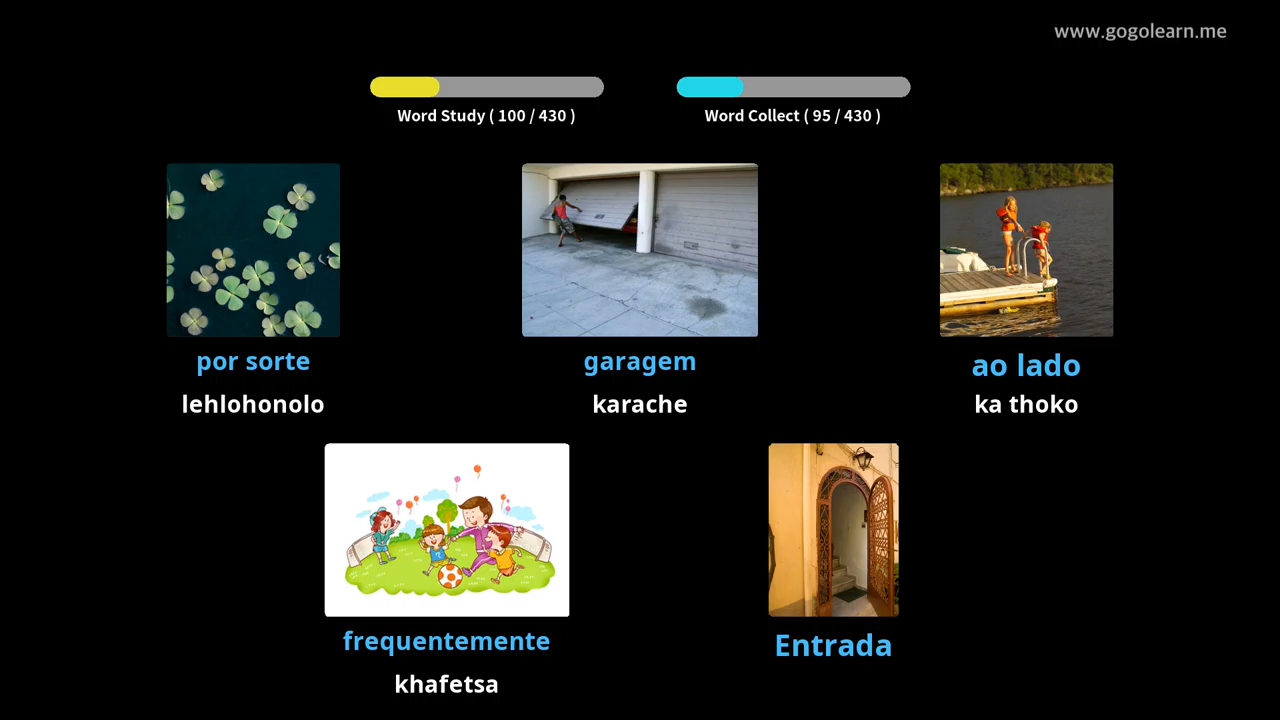 www.gogolearn.me
Word Study ( 100 / 430 )
Word Collect ( 95 / 430 )
por sorte
lehlohonolo
garagem
karache
ao lado
ka thoko
frequentemente
khafetsa
Entrada